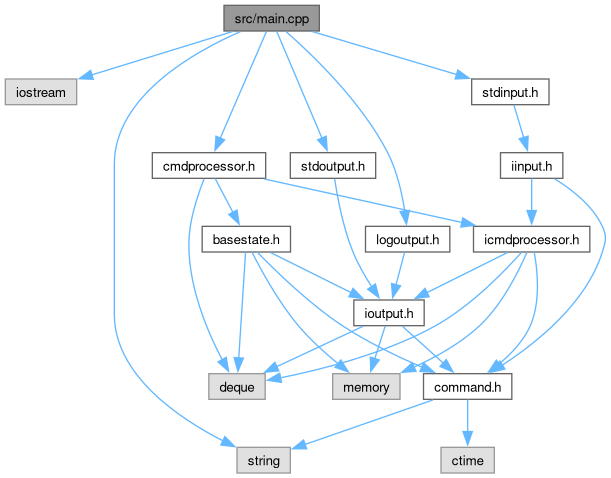 src/main.cpp
iostream
stdinput.h
cmdprocessor.h
stdoutput.h
iinput.h
basestate.h
logoutput.h
icmdprocessor.h
ioutput.h
deque
memory
command.h
string
ctime